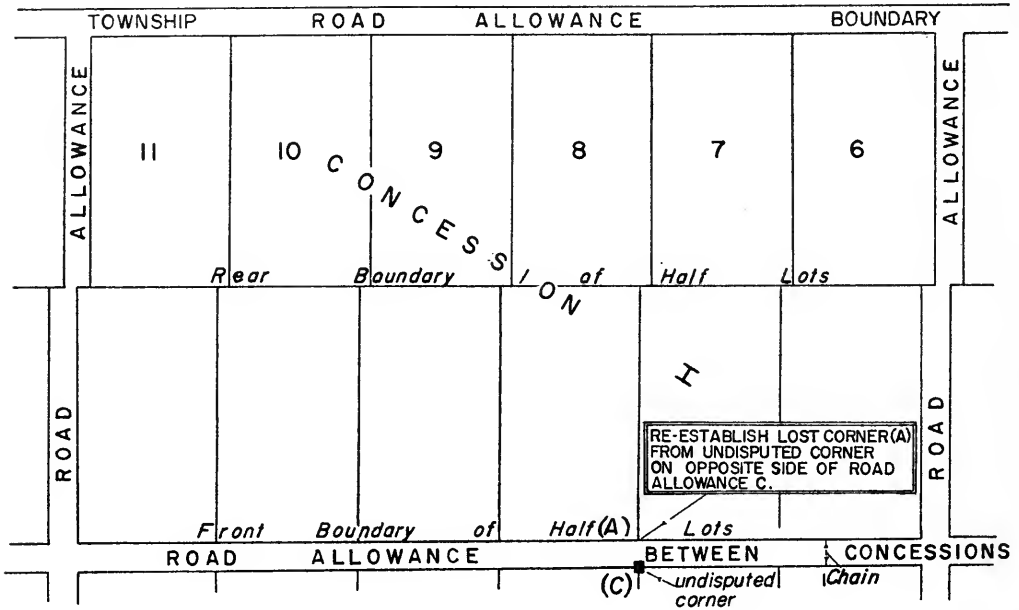 TOWNSHIP ROAD ALLOWANCE BOUNDARY
ALLOWANCE
ALLOWANCE
11 10 9 8 7 6
CONCESSION
Rear Boundary of Half Lots
I
ROAD
ROAD
RE-ESTABLISH LOST CORNER(A)
FROM UNDISPUTED CORNER
ON OPPOSITE SIDE OF ROAD
ALLOWANCE C.
Front Boundary of Half (A) Lots
ROAD ALLOWANCE BETWEEN CONCESSIONS
(C) undisputed
corner
1 Chain